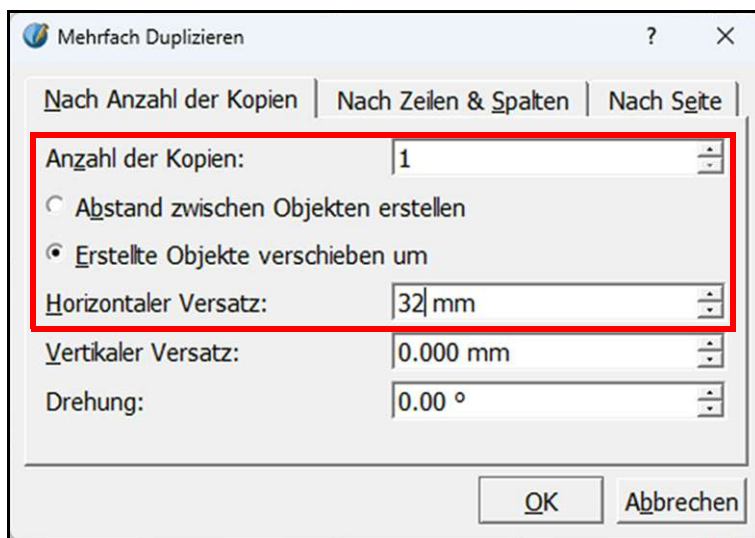 Mehrfach Duplizieren ?
Nach Anzahl der Kopien Nach Zeilen & Spalten Nach Seite
Anzahl der Kopien: 1
Abstand zwischen Objekten erstellen
Erstellte Objekte verschieben um
Horizontaler Versatz: 32 mm
Vertikaler Versatz: 0.000 mm
Drehung: 0.00 °
OK Abbrechen